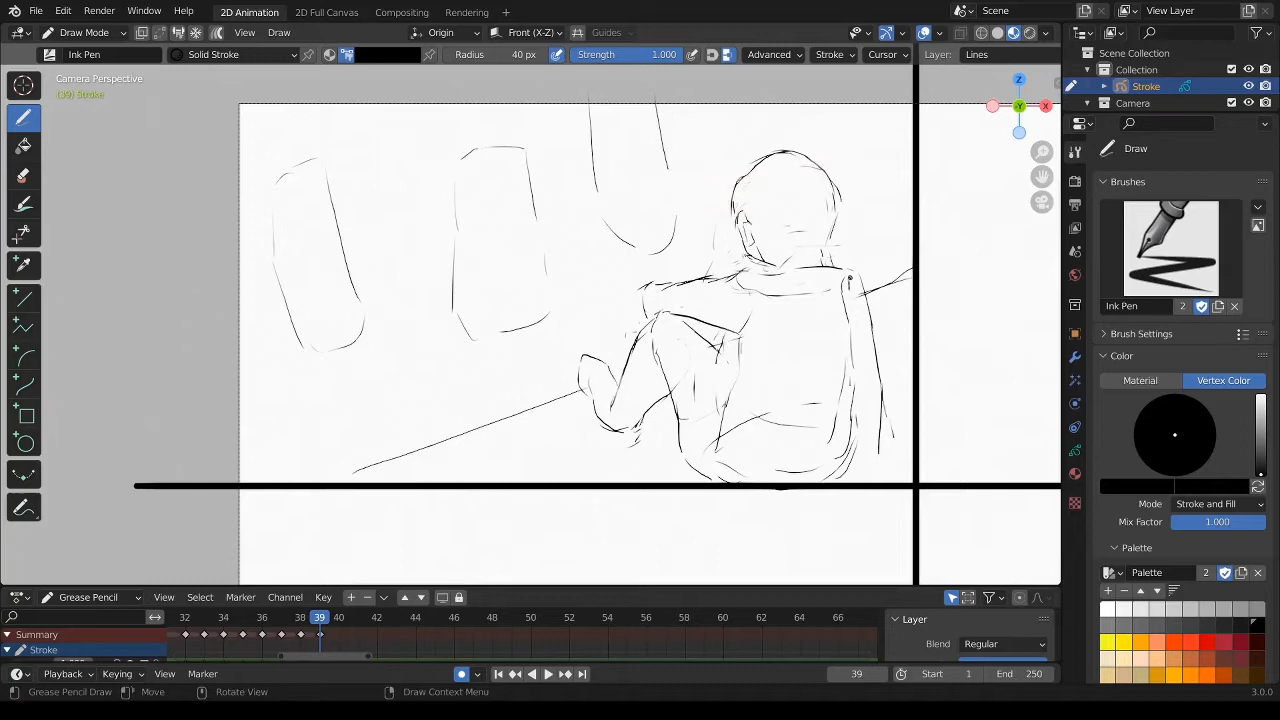 File Edit Render Window Help 2D Animation 2D Full Canvas Compositing Rendering + Scene View Layer
Draw Mode View Draw Origin Front (X-Z) Guides
Ink Pen Solid Stroke Radius 40 px Strength 1.000 Advanced Stroke Cursor Layer: Lines
Camera Perspective
(39) Stroke
Z
Y
X
Scene Collection
Collection
Stroke
Camera
Draw
Brushes
Ink Pen 2
Brush Settings
Color
Material Vertex Color
Mode Stroke and Fill
Mix Factor 1.000
Palette
Palette 2
Grease Pencil View Select Marker Channel Key
32 34 36 38 39 40 42 44 46 48 50 52 54 56 58 60 62 64 66
Summary
Stroke
Layer
Blend Regular
Playback Keying View Marker 39 Start 1 End 250
Grease Pencil Draw Move Rotate View Draw Context Menu 3.0.0